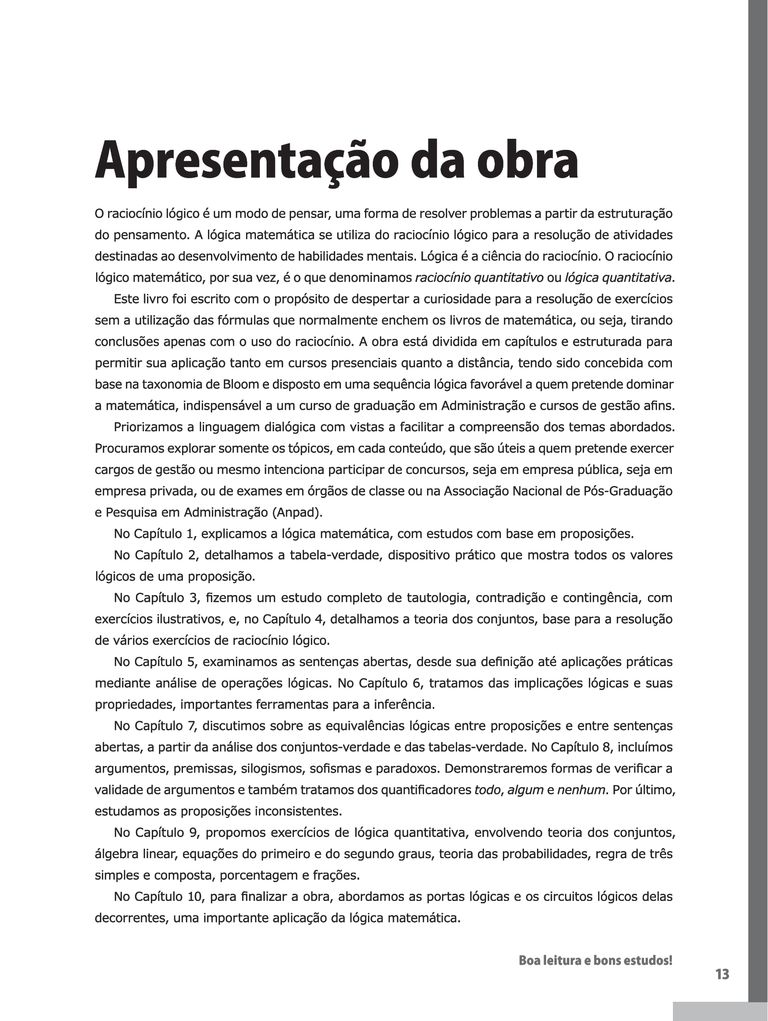 Apresentação da obra
O raciocínio lógico é um modo de pensar, uma forma de resolver problemas a partir da estruturação
do pensamento. A lógica matemática se utiliza do raciocínio lógico para a resolução de atividades
destinadas ao desenvolvimento de habilidades mentais. Lógica é a ciência do raciocínio. O raciocínio
lógico matemático, por sua vez, é o que denominamos raciocínio quantitativo ou lógica quantitativa.
Este livro foi escrito com o propósito de despertar a curiosidade para a resolução de exercícios
sem a utilização das fórmulas que normalmente enchem os livros de matemática, ou seja, tirando
conclusões apenas com o uso do raciocínio. A obra está dividida em capítulos e estruturada para
permitir sua aplicação tanto em cursos presenciais quanto a distância, tendo sido concebida com
base na taxonomia de Bloom e disposto em uma sequência lógica favorável a quem pretende dominar
a matemática, indispensável a um curso de graduação em Administração e cursos de gestão afins.
Priorizamos a linguagem dialógica com vistas a facilitar a compreensão dos temas abordados.
Procuramos explorar somente os tópicos, em cada conteúdo, que são úteis a quem pretende exercer
cargos de gestão ou mesmo intenciona participar de concursos, seja em empresa pública, seja em
empresa privada, ou de exames em órgãos de classe ou na Associação Nacional de Pós-Graduação
e Pesquisa em Administração (Anpad).
No Capítulo 1, explicamos a lógica matemática, com estudos com base em proposições.
No Capítulo 2, detalhamos a tabela-verdade, dispositivo prático que mostra todos os valores
lógicos de uma proposição.
No Capítulo 3, fizemos um estudo completo de tautologia, contradição e contingência, com
exercícios ilustrativos, e, no Capítulo 4, detalhamos a teoria dos conjuntos, base para a resolução
de vários exercícios de raciocínio lógico.
No Capítulo 5, examinamos as sentenças abertas, desde sua definição até aplicações práticas
mediante análise de operações lógicas. No Capítulo 6, tratamos das implicações lógicas e suas
propriedades, importantes ferramentas para a inferência.
No Capítulo 7, discutimos sobre as equivalências lógicas entre proposições e entre sentenças
abertas, a partir da análise dos conjuntos-verdade e das tabelas-verdade. No Capítulo 8, incluímos
argumentos, premissas, silogismos, sofismas e paradoxos. Demonstraremos formas de verificar a
validade de argumentos e também tratamos dos quantificadores todo, algum e nenhum. Por último,
estudamos as proposições inconsistentes.
No Capítulo 9, propomos exercícios de lógica quantitativa, envolvendo teoria dos conjuntos,
álgebra linear, equações do primeiro e do segundo graus, teoria das probabilidades, regra de três
simples e composta, porcentagem e frações.
No Capítulo 10, para finalizar a obra, abordamos as portas lógicas e os circuitos lógicos delas
decorrentes, uma importante aplicação da lógica matemática.
Boa leitura e bons estudos!
13